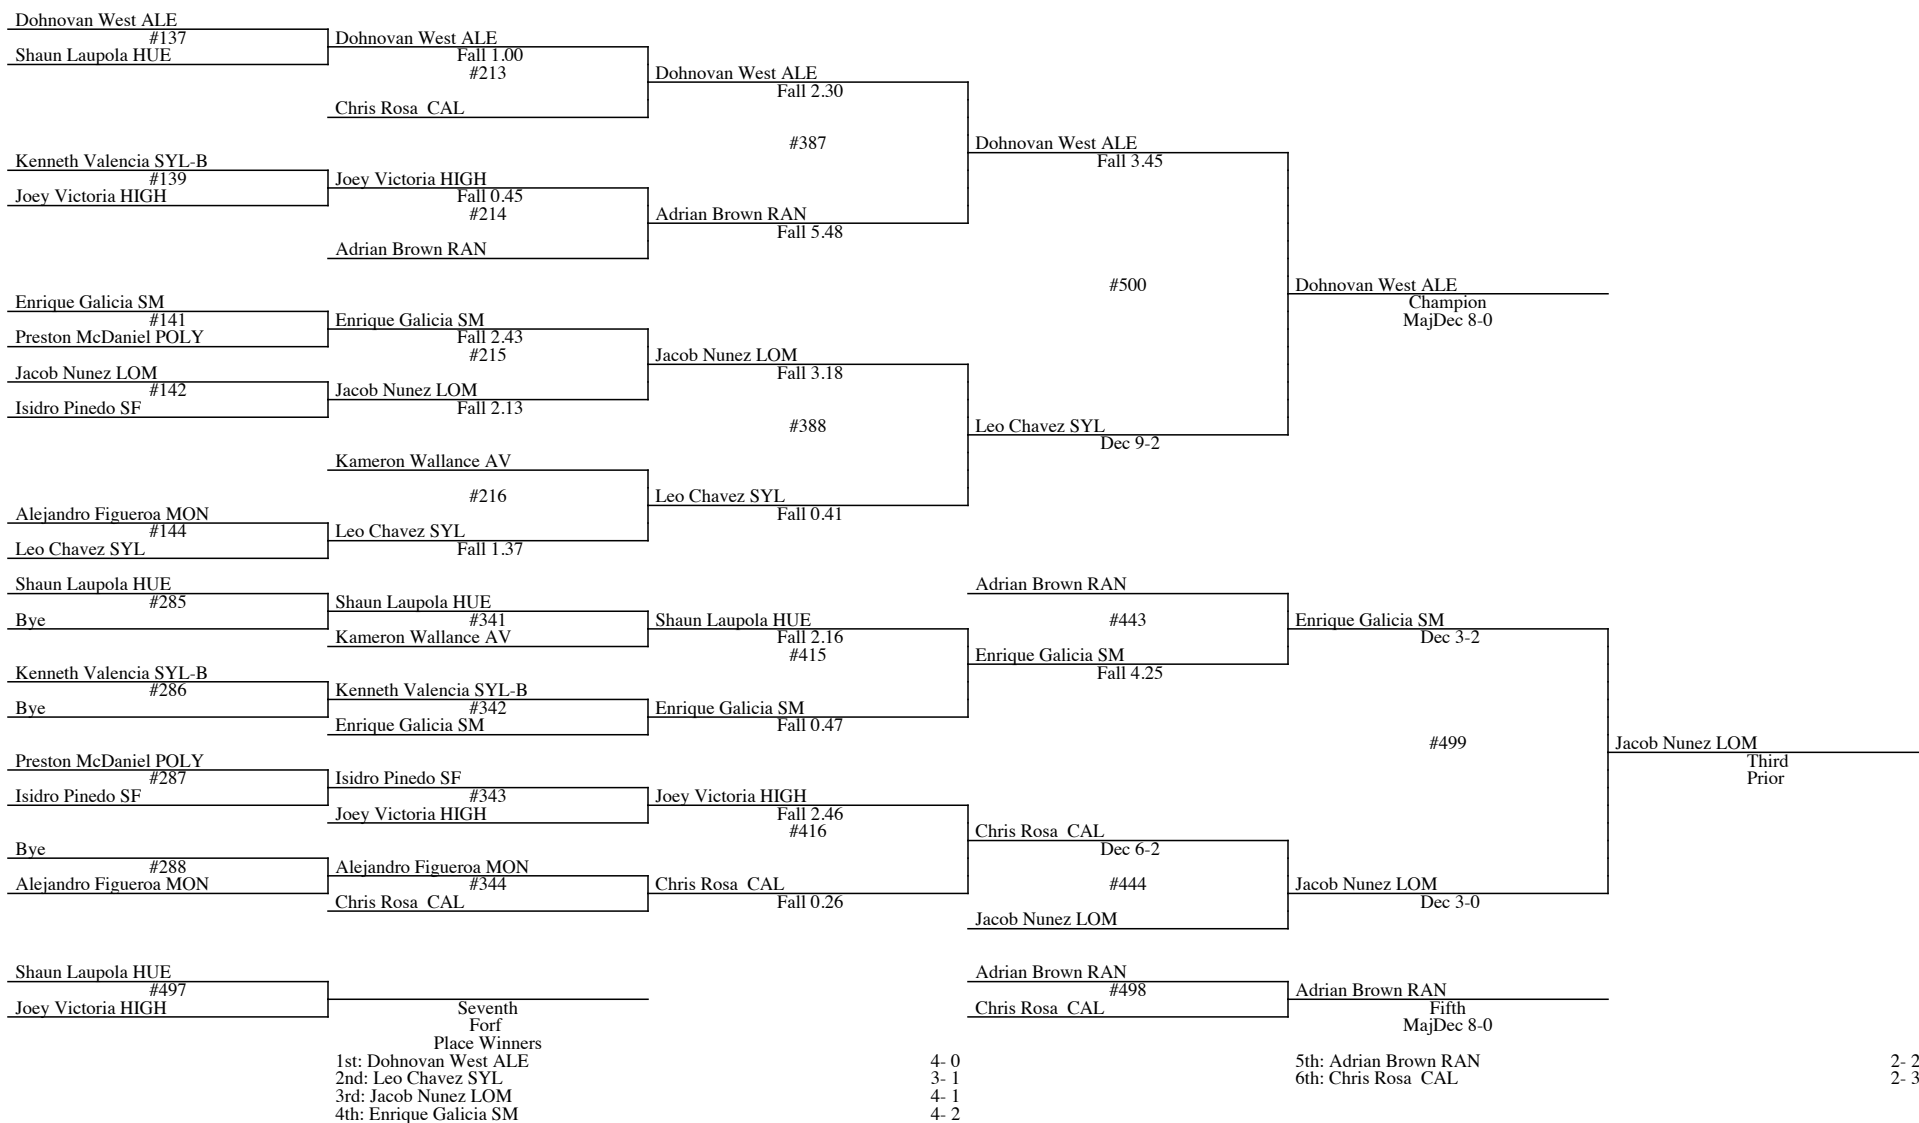 Dohnovan West ALE
#137
Shaun Laupola HUE
Dohnovan West ALE
Fall 1.00
#213
Chris Rosa  CAL
Dohnovan West ALE
Fall 2.30
#387
Kenneth Valencia SYL-B
#139
Joey Victoria HIGH
Joey Victoria HIGH
Fall 0.45
#214
Adrian Brown RAN
Adrian Brown RAN
Fall 5.48
Dohnovan West ALE
Fall 3.45
#500
Dohnovan West ALE
Champion
MajDec 8-0
Enrique Galicia SM
#141
Preston McDaniel POLY
Enrique Galicia SM
Fall 2.43
#215
Jacob Nunez LOM
#142
Isidro Pinedo SF
Jacob Nunez LOM
Fall 2.13
Jacob Nunez LOM
Fall 3.18
#388
Kameron Wallance AV
#216
Alejandro Figueroa MON
#144
Leo Chavez SYL
Leo Chavez SYL
Fall 1.37
Leo Chavez SYL
Fall 0.41
Leo Chavez SYL
Dec 9-2
Shaun Laupola HUE
#285
Bye
Shaun Laupola HUE
#341
Kameron Wallance AV
Shaun Laupola HUE
Fall 2.16
#415
Kenneth Valencia SYL-B
#286
Bye
Kenneth Valencia SYL-B
#342
Enrique Galicia SM
Enrique Galicia SM
Fall 0.47
Adrian Brown RAN
#443
Enrique Galicia SM
Fall 4.25
Enrique Galicia SM
Dec 3-2
#499
Jacob Nunez LOM
Third
Prior
Preston McDaniel POLY
#287
Isidro Pinedo SF
Isidro Pinedo SF
#343
Joey Victoria HIGH
Joey Victoria HIGH
Fall 2.46
#416
Bye
#288
Alejandro Figueroa MON
Alejandro Figueroa MON
#344
Chris Rosa  CAL
Chris Rosa  CAL
Fall 0.26
Chris Rosa  CAL
Dec 6-2
#444
Jacob Nunez LOM
Jacob Nunez LOM
Dec 3-0
Shaun Laupola HUE
#497
Joey Victoria HIGH
Seventh
Forf
Adrian Brown RAN
#498
Chris Rosa  CAL
Adrian Brown RAN
Fifth
MajDec 8-0
Place Winners
1st: Dohnovan West ALE 4- 0
2nd: Leo Chavez SYL 3- 1
3rd: Jacob Nunez LOM 4- 1
4th: Enrique Galicia SM 4- 2
5th: Adrian Brown RAN 2- 2
6th: Chris Rosa  CAL 2- 3